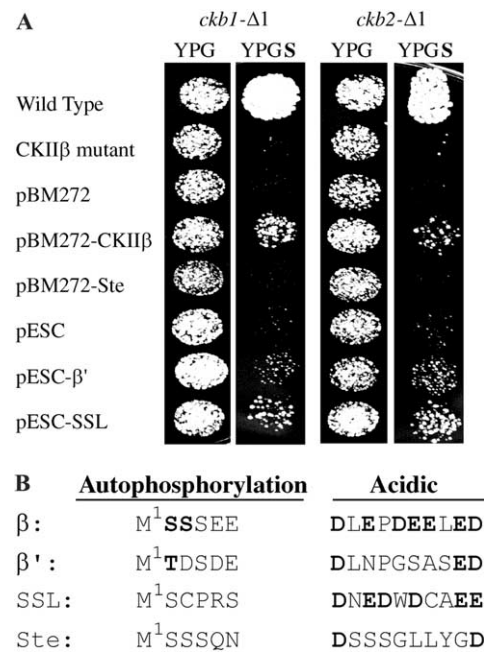 A
ckb1-Δ1 ckb2-Δ1
YPG YPGS YPG YPGS
Wild Type
CKIIβ mutant
pBM272
pBM272-CKIIβ
pBM272-Ste
pESC
pESC-β'
pESC-SSL
B Autophosphorylation Acidic
β: M¹SSSEE DLEPDEELED
β': M¹TDSDE DLNPGSASED
SSL: M¹SCPRS DNEDWDCAEE
Ste: M¹SSSQN DSSSGLLYGD